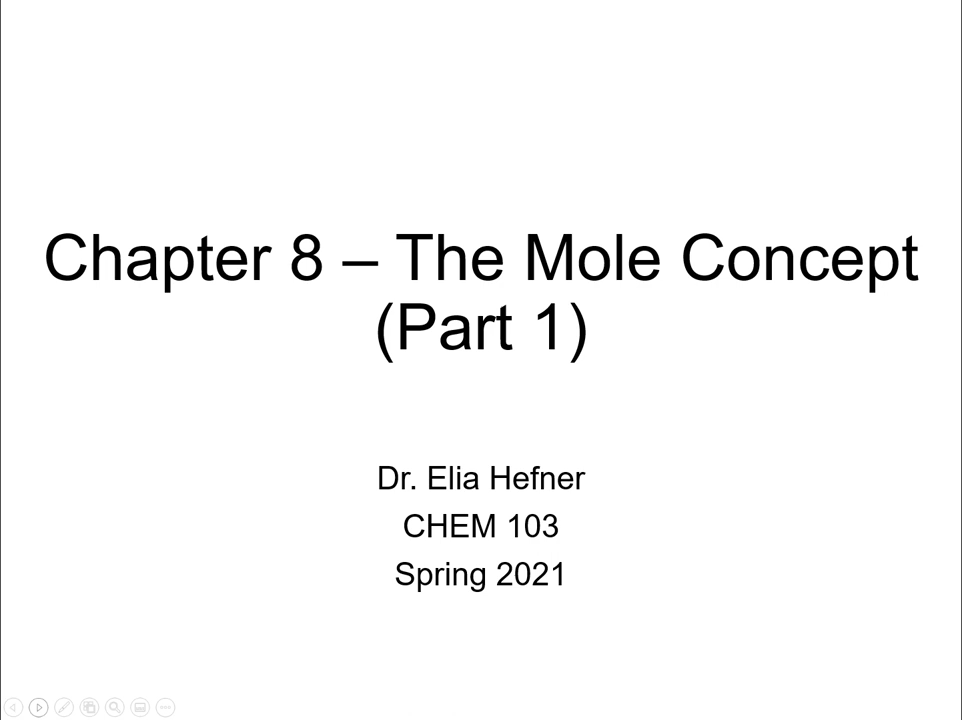 Chapter 8 – The Mole Concept
(Part 1)
Dr. Elia Hefner
CHEM 103
Spring 2021